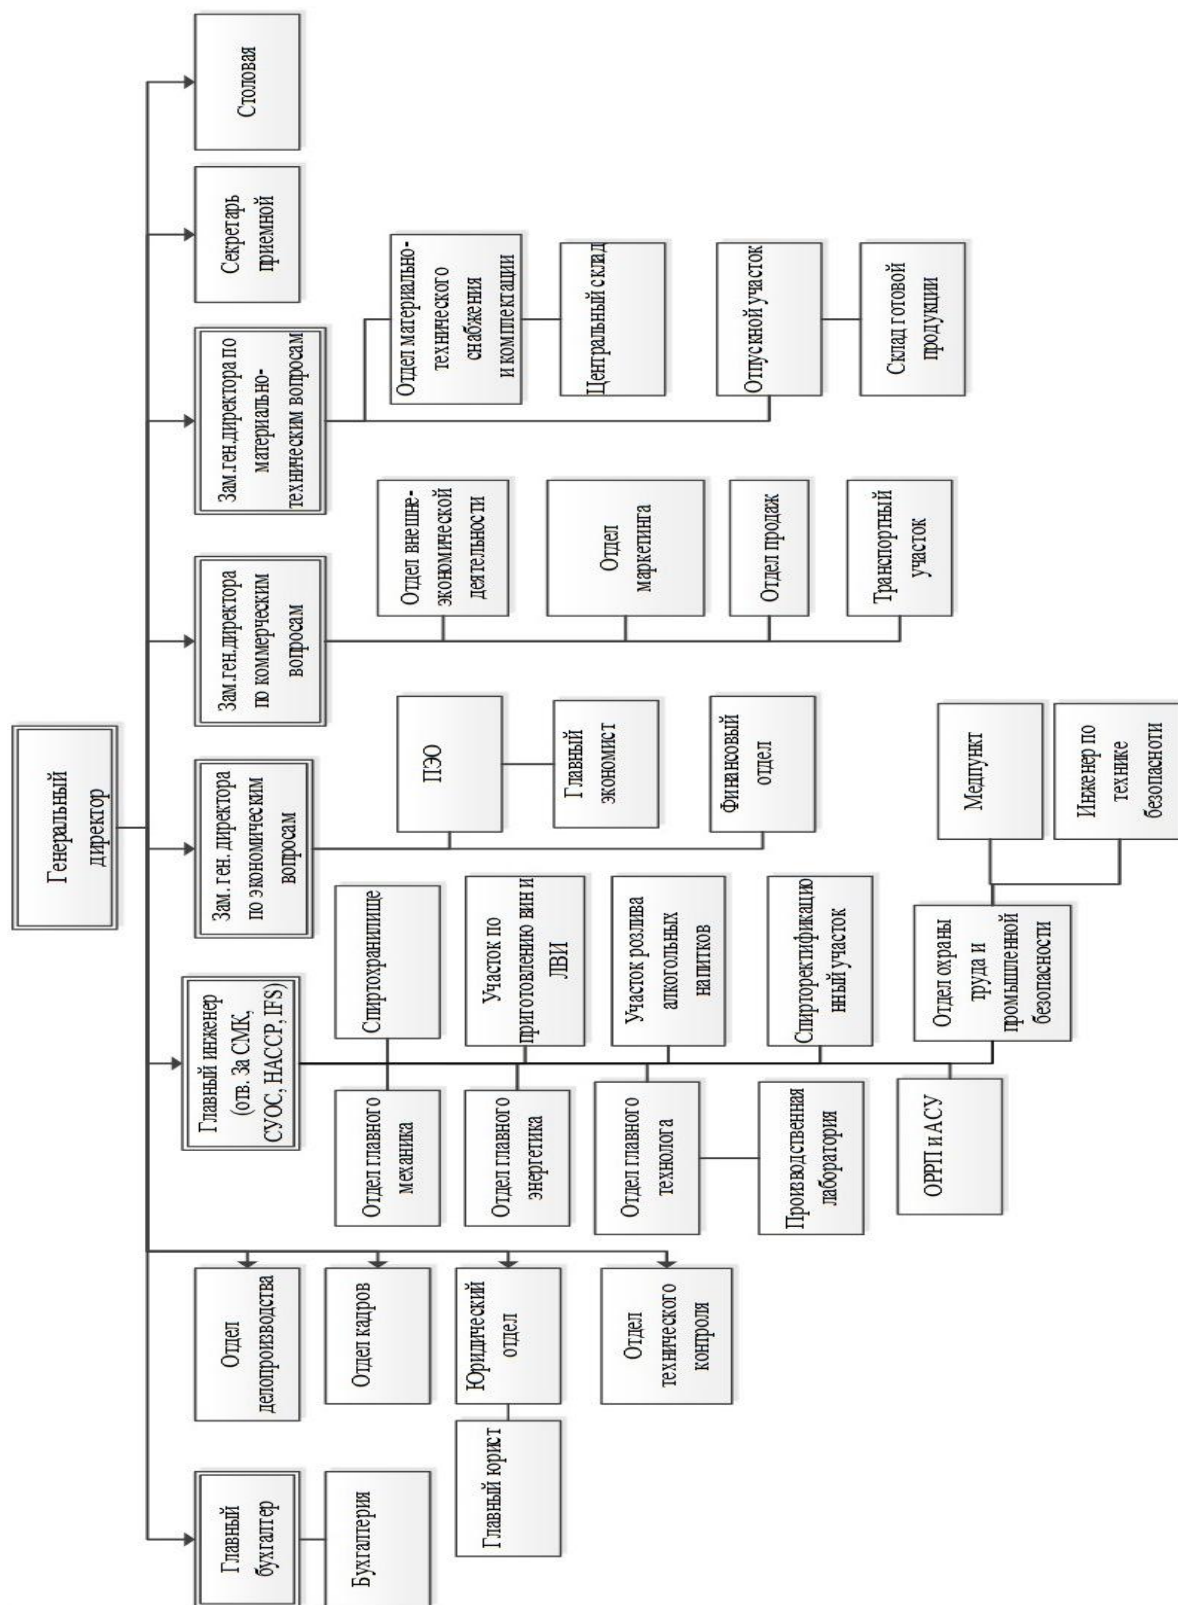 Генеральный
директор
Главный
бухгалтер
Бухгалтерия
Отдел
делопроизводства
Отдел кадров
Юридический
отдел
Главный юрист
Отдел
технического
контроля
Главный инженер
(отв. За СМК,
СУОС, НАССР, IFS)
Отдел главного
механика
Спиртохранилище
Отдел главного
энергетика
Участок по
приготовлению вин и
ЛВИ
Отдел главного
технолога
Участок розлива
алкогольных
напитков
Производственная
лаборатория
Спирторектификацио
нный участок
ОРРП и АСУ
Отдел охраны
труда и
промышленной
безопасности
Медпункт
Инженер по
технике
безопасноти
Зам. ген. директора
по экономическим
вопросам
ПЭО
Главный
экономист
Финансовый
отдел
Зам.ген.директора
по коммерческим
вопросам
Отдел внешне-
экономической
деятельности
Отдел
маркетинга
Отдел продаж
Транспортный
участок
Зам.ген.директора по
материально-
техническим вопросам
Отдел материально-
технического
снабжения
и комплектации
Центральный склад
Отпускной участок
Склад готовой
продукции
Секретарь
приемной
Столовая